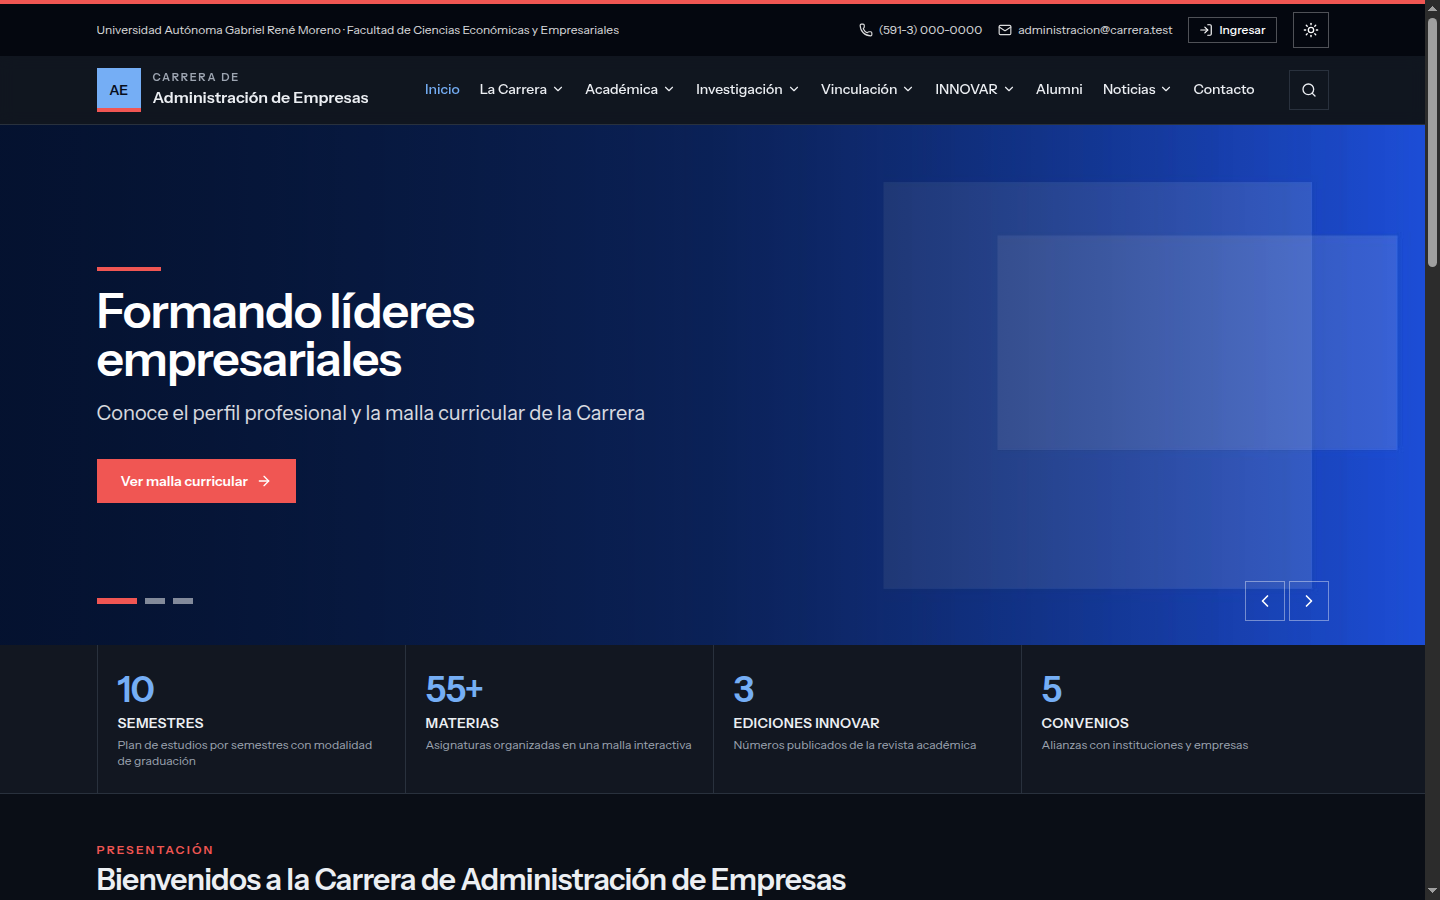 Universidad Autónoma Gabriel René Moreno · Facultad de Ciencias Económicas y Empresariales
(591-3) 000-0000
administracion@carrera.test
Ingresar
AE
CARRERA DE
Administración de Empresas
Inicio
La Carrera
Académica
Investigación
Vinculación
INNOVAR
Alumni
Noticias
Contacto
Formando líderes
empresariales
Conoce el perfil profesional y la malla curricular de la Carrera
Ver malla curricular
10
SEMESTRES
Plan de estudios por semestres con modalidad
de graduación
55+
MATERIAS
Asignaturas organizadas en una malla interactiva
3
EDICIONES INNOVAR
Números publicados de la revista académica
5
CONVENIOS
Alianzas con instituciones y empresas
PRESENTACIÓN
Bienvenidos a la Carrera de Administración de Empresas